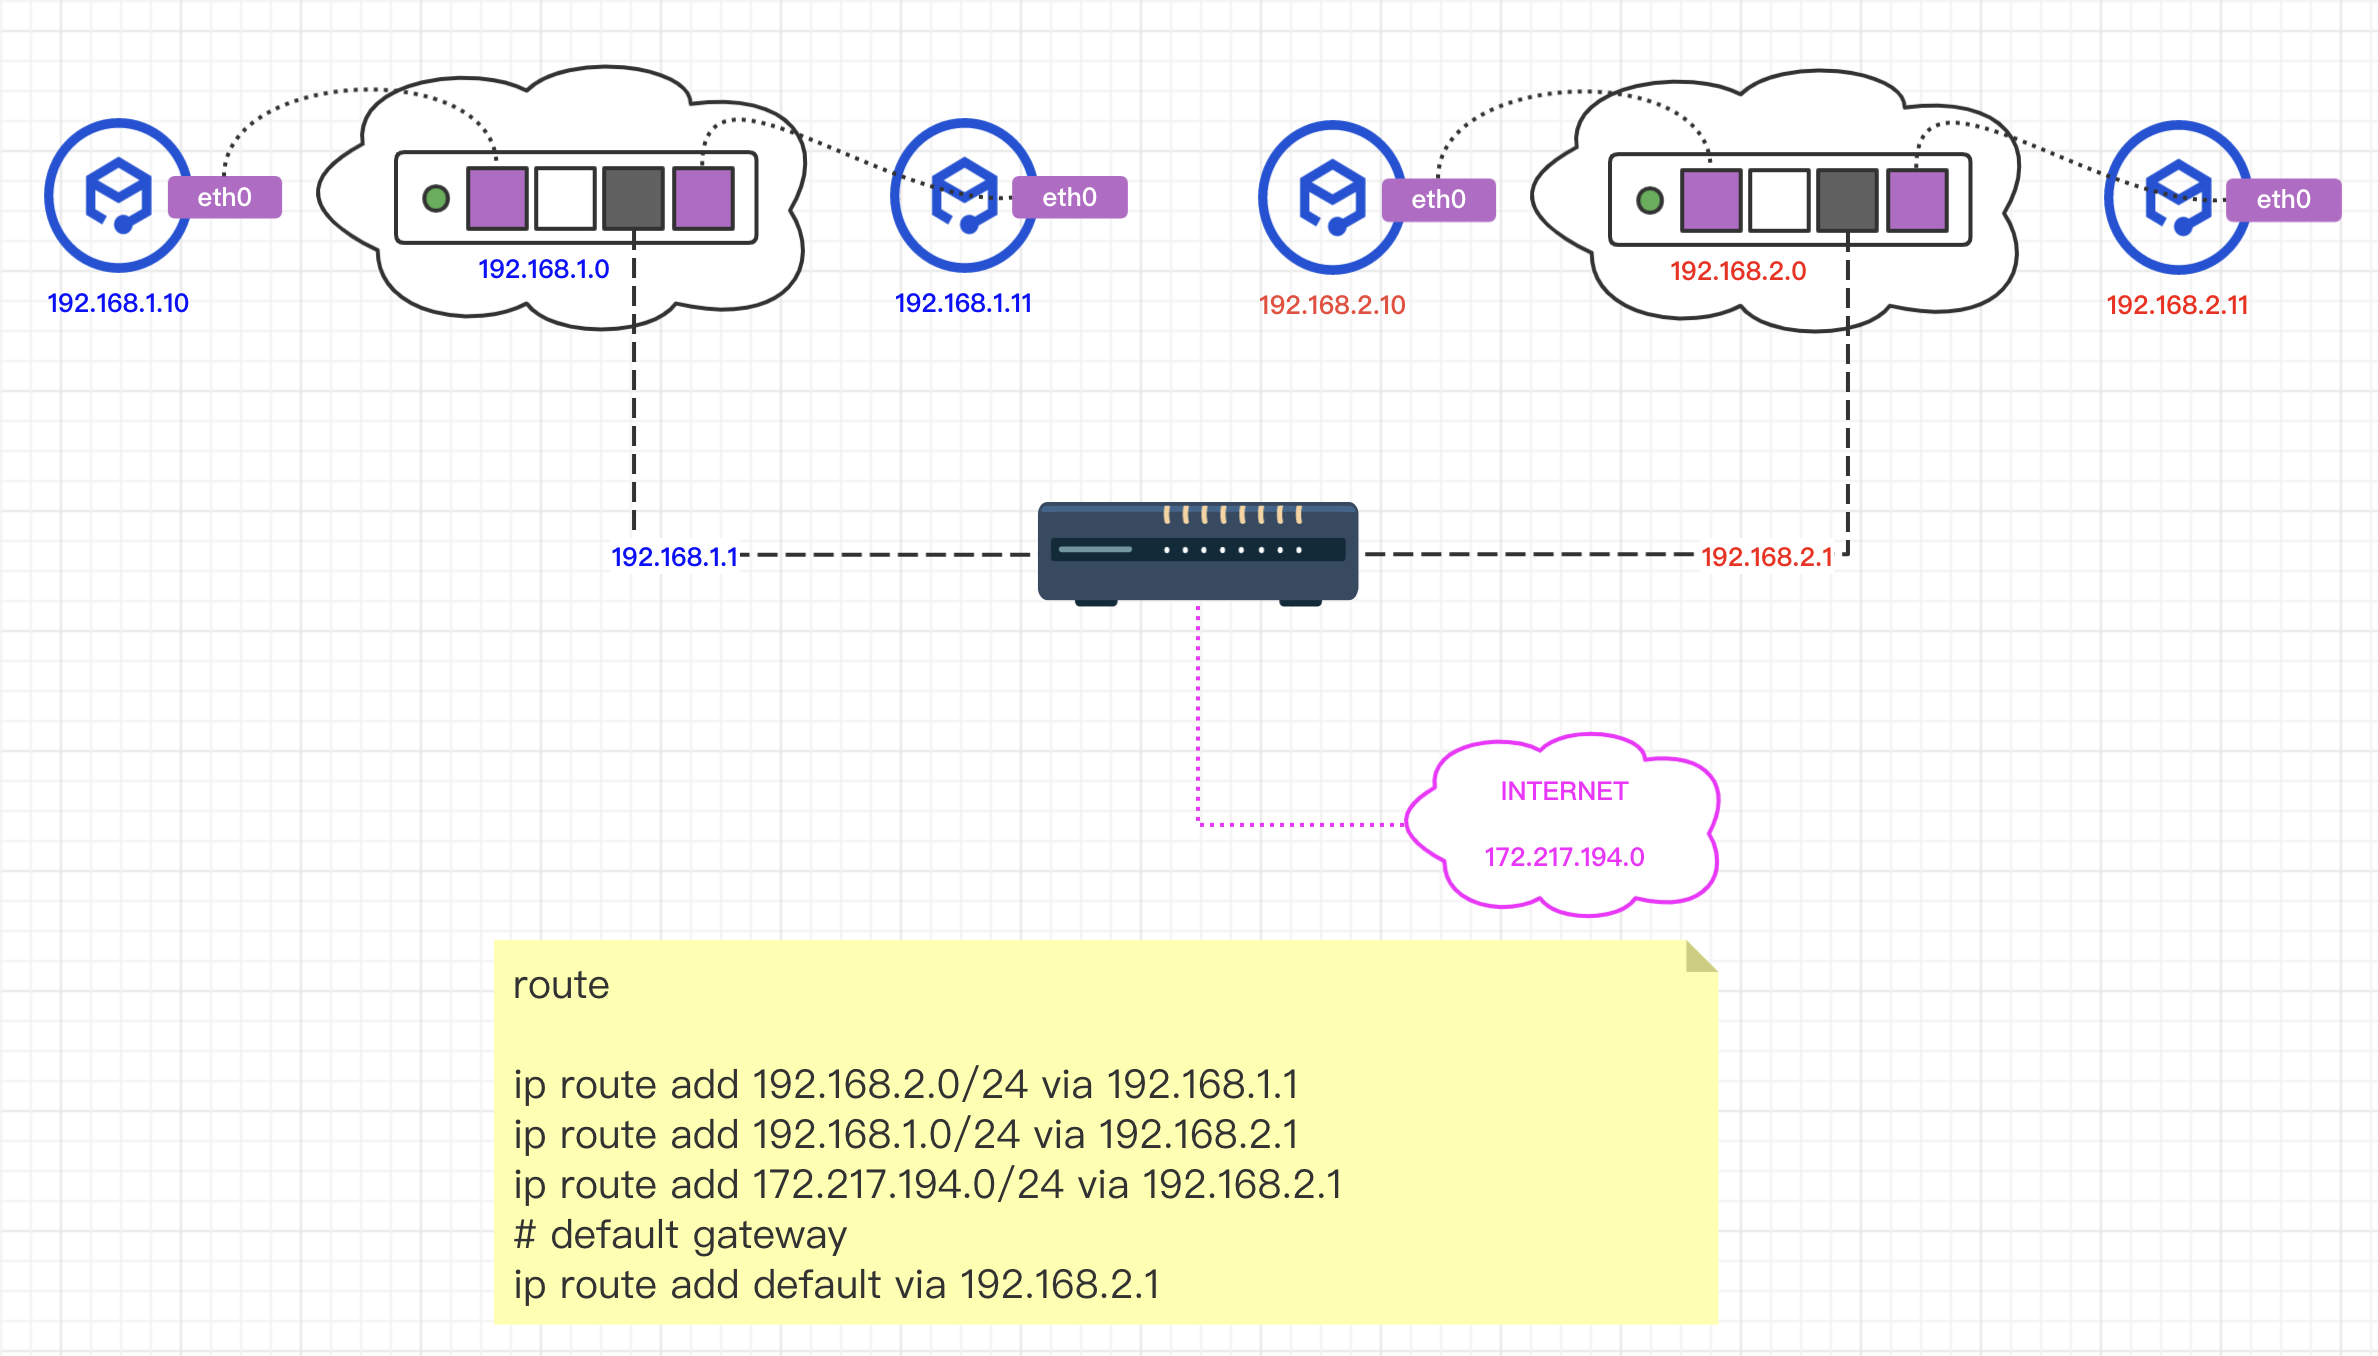 eth0
eth0
eth0
eth0
192.168.1.0
192.168.2.0
192.168.1.10
192.168.1.11
192.168.2.10
192.168.2.11
192.168.1.1
192.168.2.1
INTERNET
172.217.194.0
route
ip route add 192.168.2.0/24 via 192.168.1.1
ip route add 192.168.1.0/24 via 192.168.2.1
ip route add 172.217.194.0/24 via 192.168.2.1
# default gateway
ip route add default via 192.168.2.1